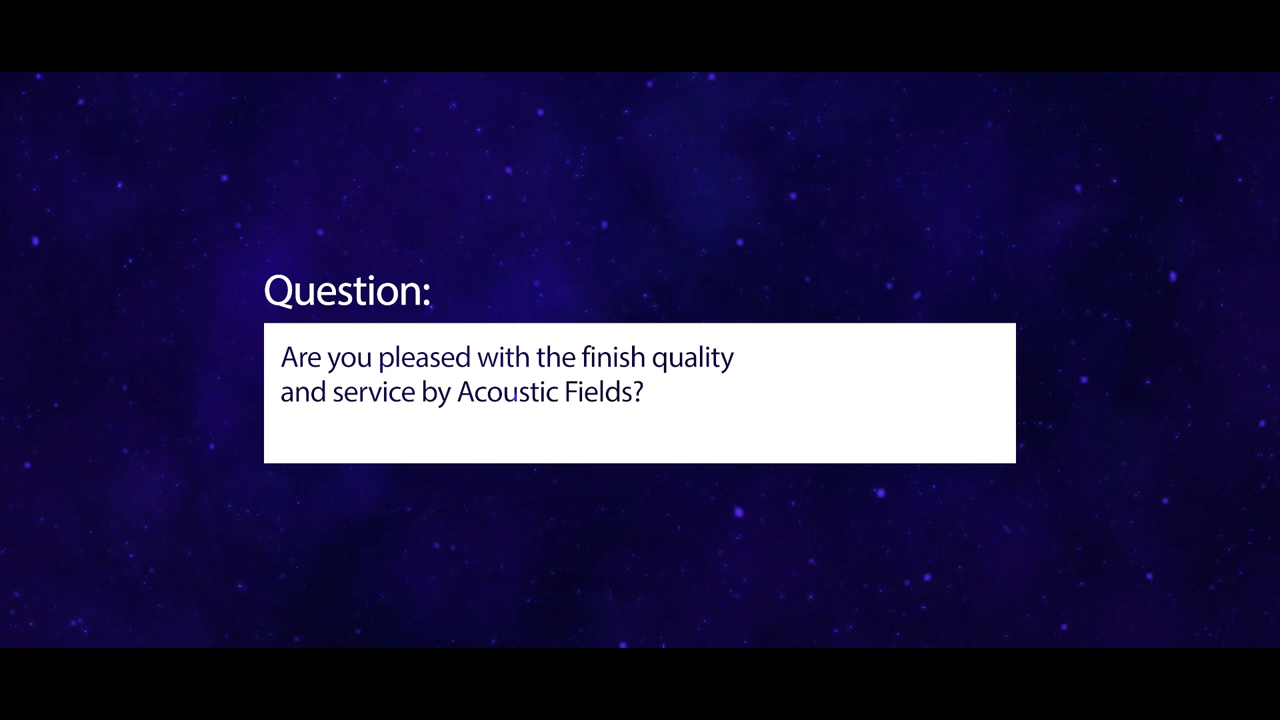 Question:
Are you pleased with the finish quality
and service by Acoustic Fields?